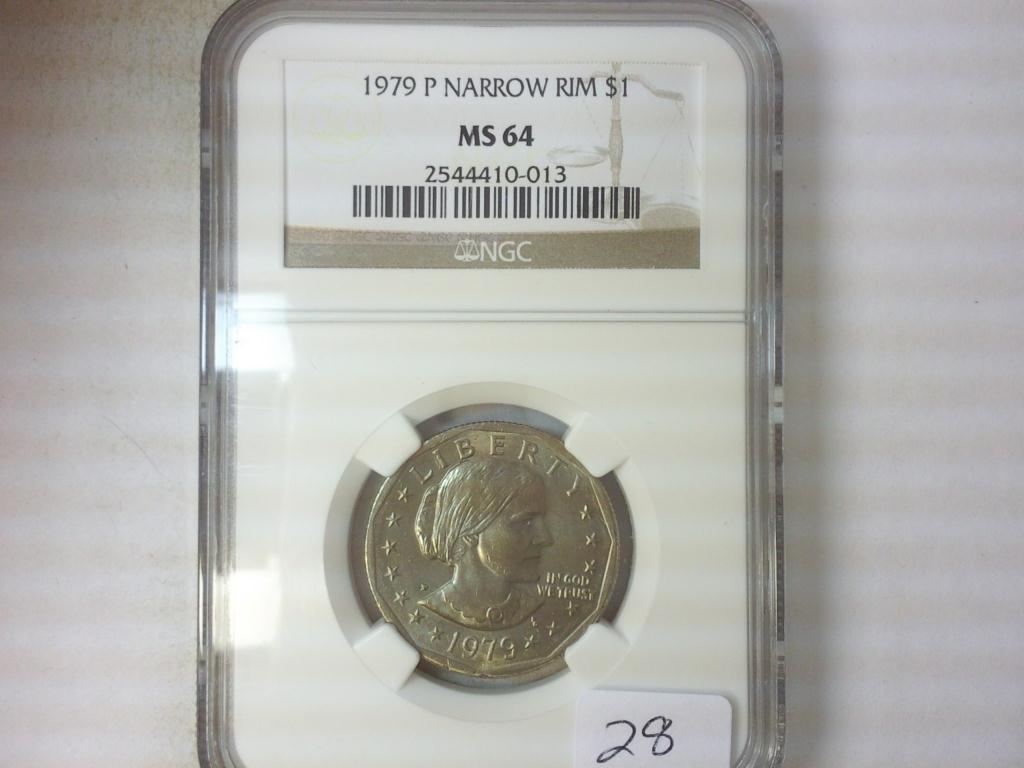 1979 P NARROW RIM $1
MS 64
2544410-013
NGC
LIBERTY
IN GOD
WE TRUST
P
1979
28